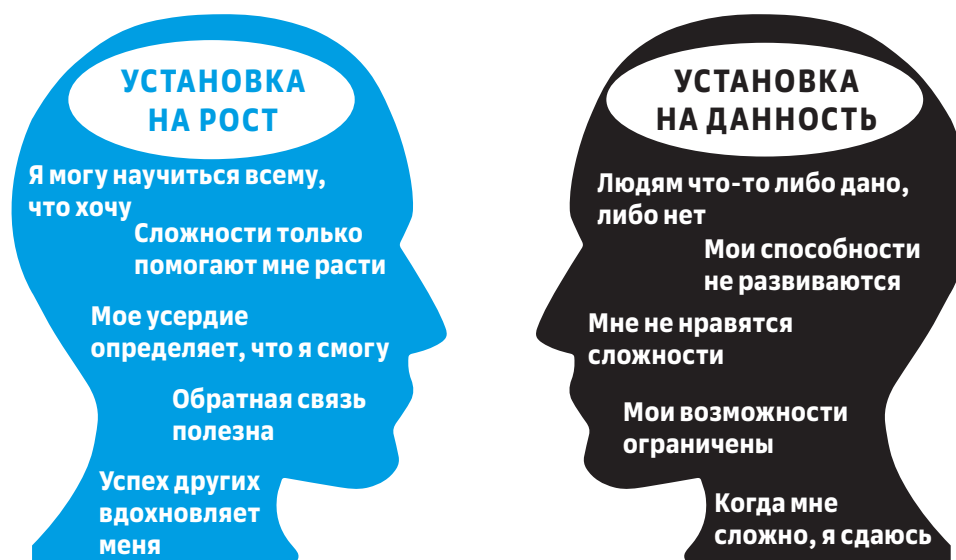 УСТАНОВКА
НА РОСТ
Я могу научиться всему,
что хочу
Сложности только
помогают мне расти
Мое усердие
определяет, что я смогу
Обратная связь
полезна
Успех других
вдохновляет
меня
УСТАНОВКА
НА ДАННОСТЬ
Людям что-то либо дано,
либо нет
Мои способности
не развиваются
Мне не нравятся
сложности
Мои возможности
ограничены
Когда мне
сложно, я сдаюсь